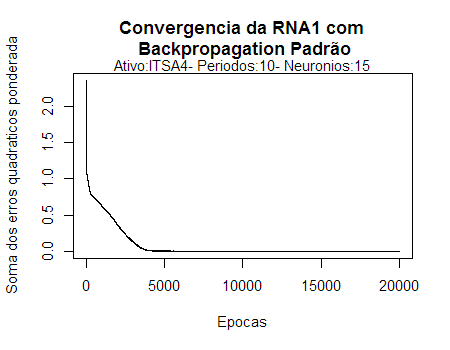 Convergencia da RNA1 com
Backpropagation Padrão
Ativo:ITSA4- Periodos:10- Neuronios:15
Soma dos erros quadraticos ponderada
2.0
1.5
1.0
0.5
0.0
0 5000 10000 15000 20000
Epocas